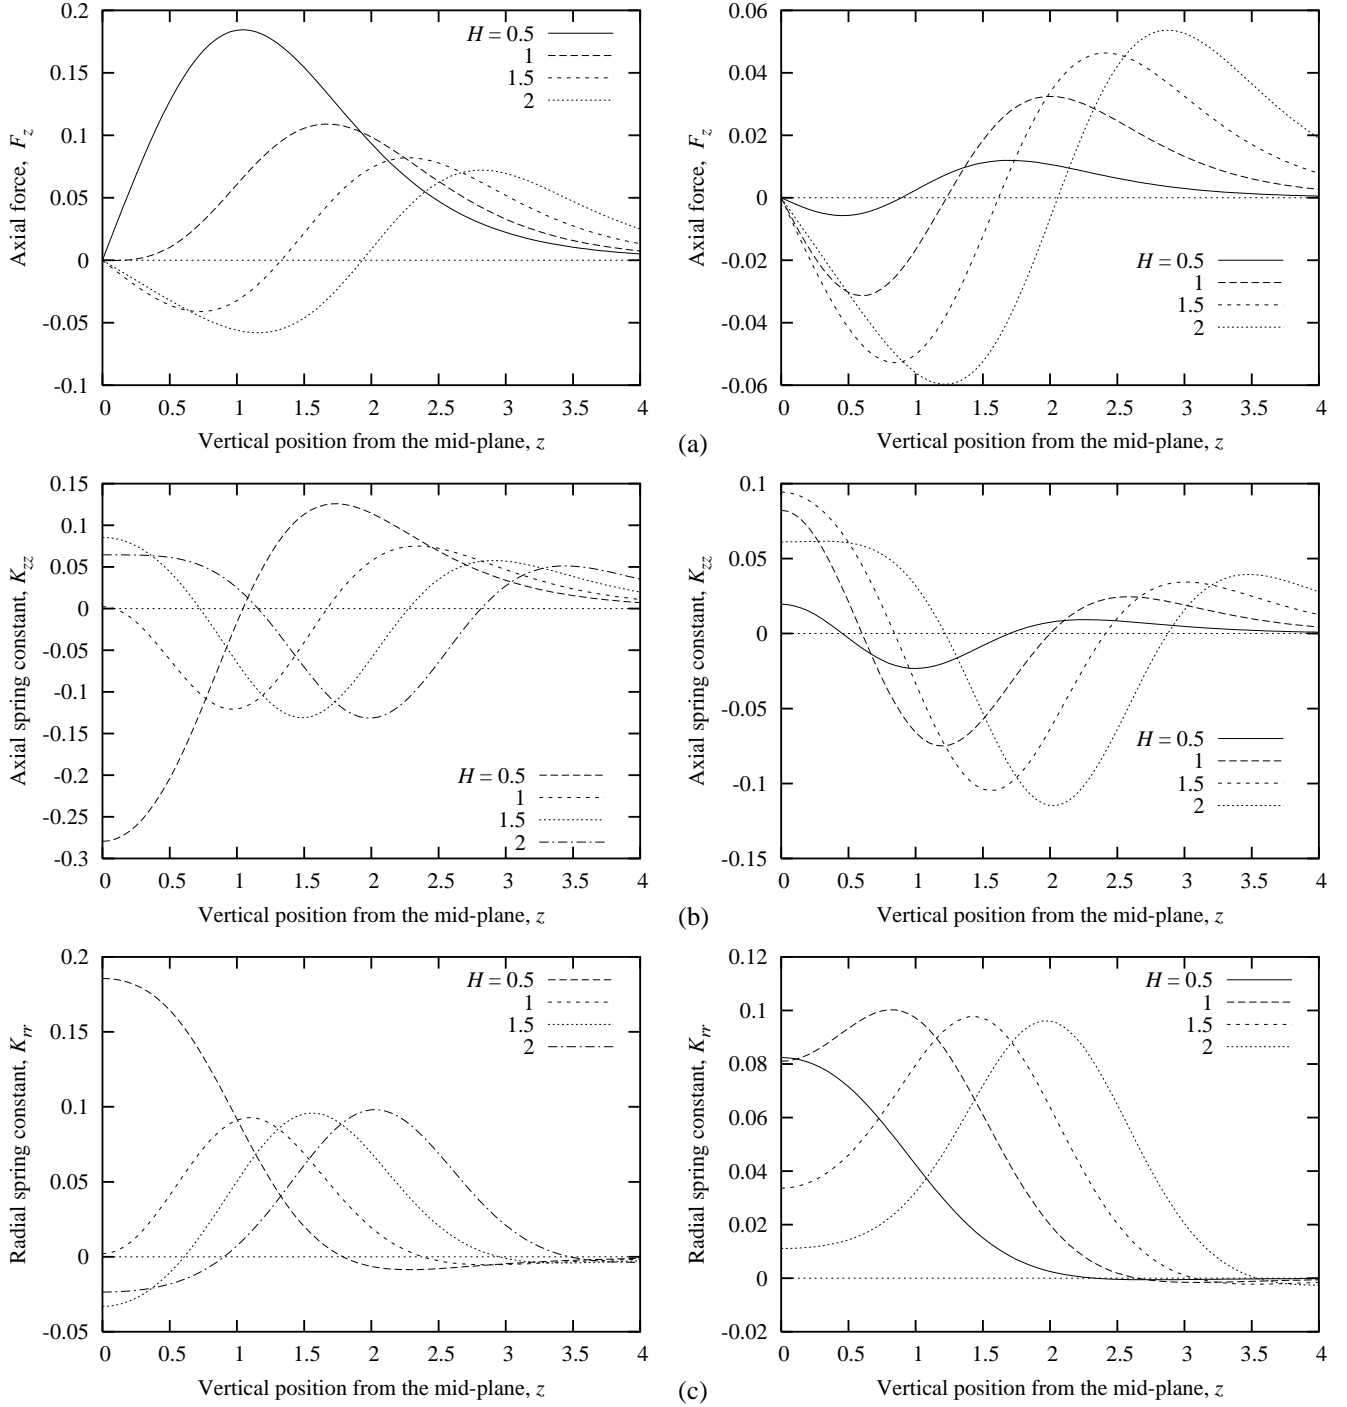 0.2
0.15
0.1
0.05
0
-0.05
-0.1
Axial force, F_z
H = 0.5
1
1.5
2
0 0.5 1 1.5 2 2.5 3 3.5 4
Vertical position from the mid-plane, z
0.06
0.04
0.02
0
-0.02
-0.04
-0.06
Axial force, F_z
H = 0.5
1
1.5
2
0 0.5 1 1.5 2 2.5 3 3.5 4
Vertical position from the mid-plane, z
(a)
0.15
0.1
0.05
0
-0.05
-0.1
-0.15
-0.2
-0.25
-0.3
Axial spring constant, K_zz
H = 0.5
1
1.5
2
0 0.5 1 1.5 2 2.5 3 3.5 4
Vertical position from the mid-plane, z
0.1
0.05
0
-0.05
-0.1
-0.15
Axial spring constant, K_zz
H = 0.5
1
1.5
2
0 0.5 1 1.5 2 2.5 3 3.5 4
Vertical position from the mid-plane, z
(b)
0.2
0.15
0.1
0.05
0
-0.05
Radial spring constant, K_rr
H = 0.5
1
1.5
2
0 0.5 1 1.5 2 2.5 3 3.5 4
Vertical position from the mid-plane, z
0.12
0.1
0.08
0.06
0.04
0.02
0
-0.02
Radial spring constant, K_rr
H = 0.5
1
1.5
2
0 0.5 1 1.5 2 2.5 3 3.5 4
Vertical position from the mid-plane, z
(c)